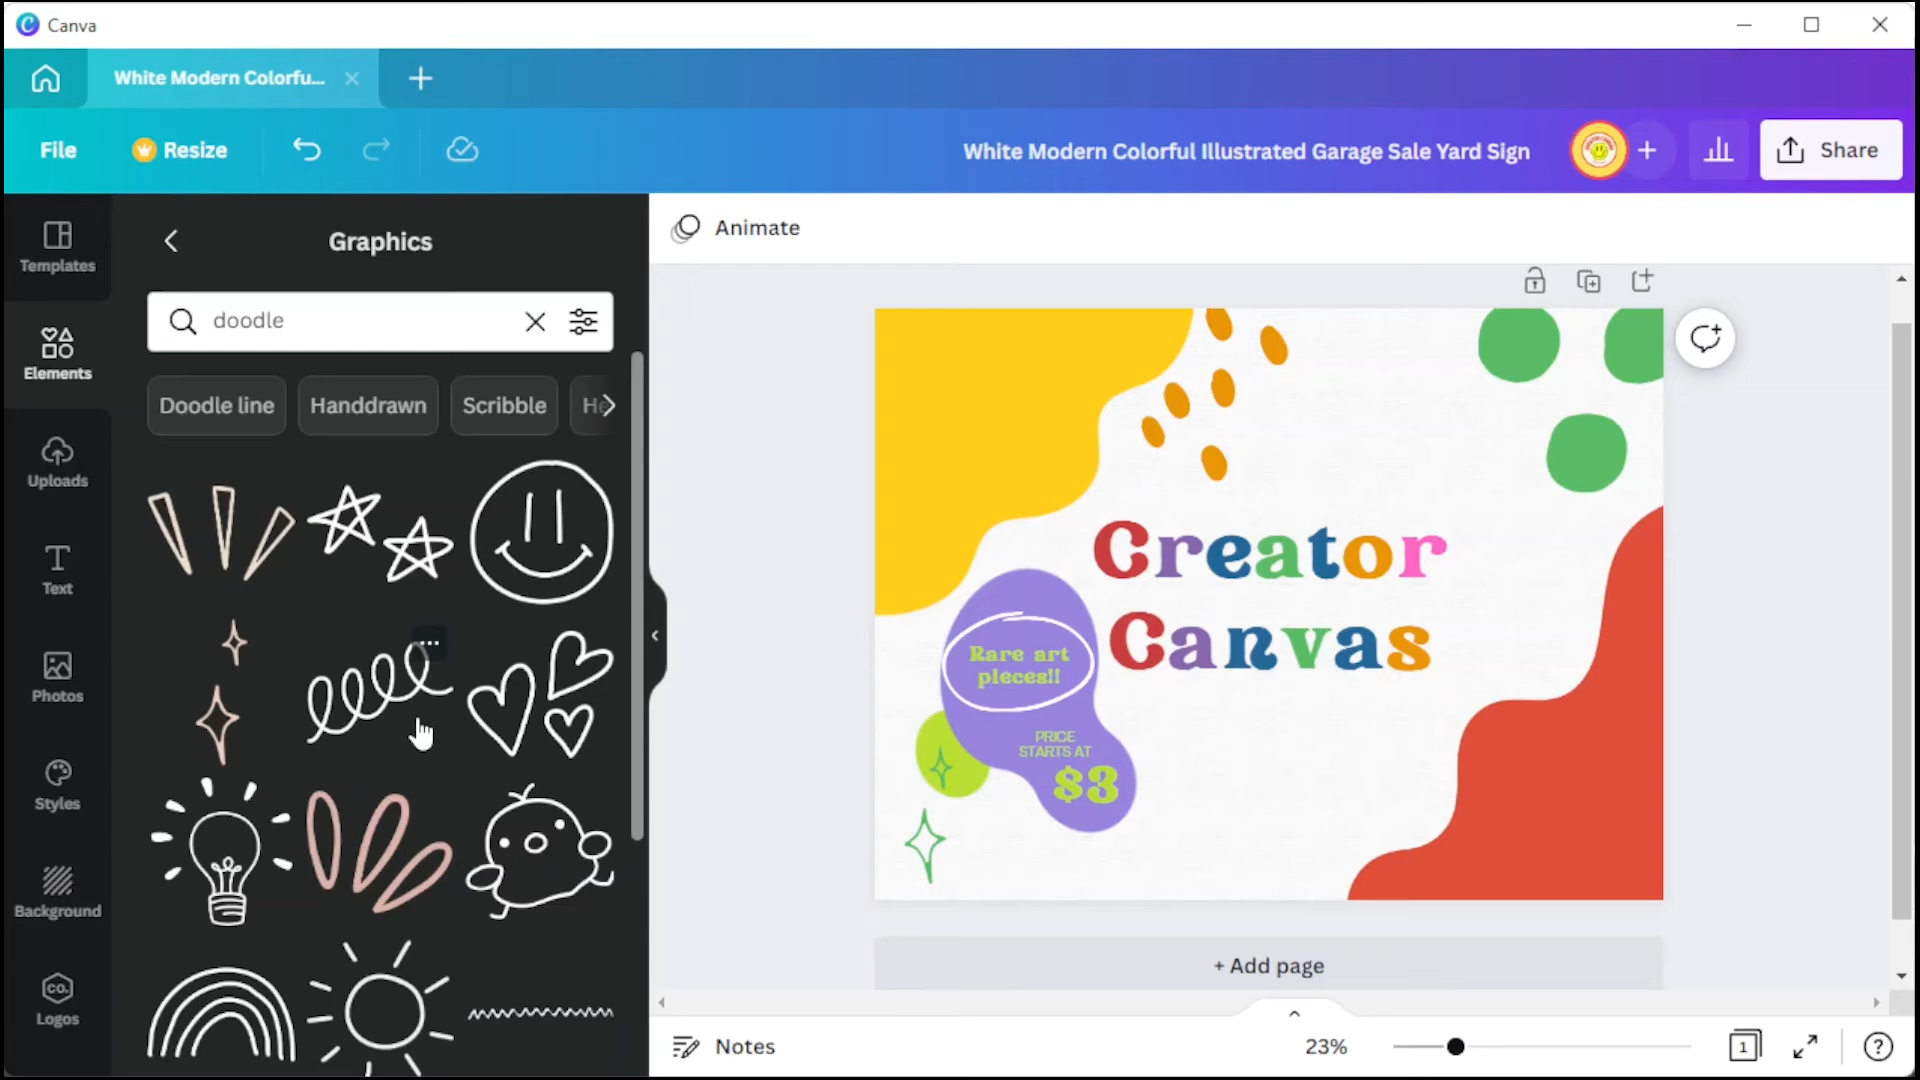 Canva
White Modern Colorfu...
File
Resize
White Modern Colorful Illustrated Garage Sale Yard Sign
Share
Templates
Elements
Uploads
Text
Photos
Styles
Background
CO.
Logos
Graphics
doodle
Doodle line
Handdrawn
Scribble
Animate
Creator
Canvas
Rare art
pieces!!
PRICE
STARTS AT
$3
+ Add page
Notes
23%
1
?